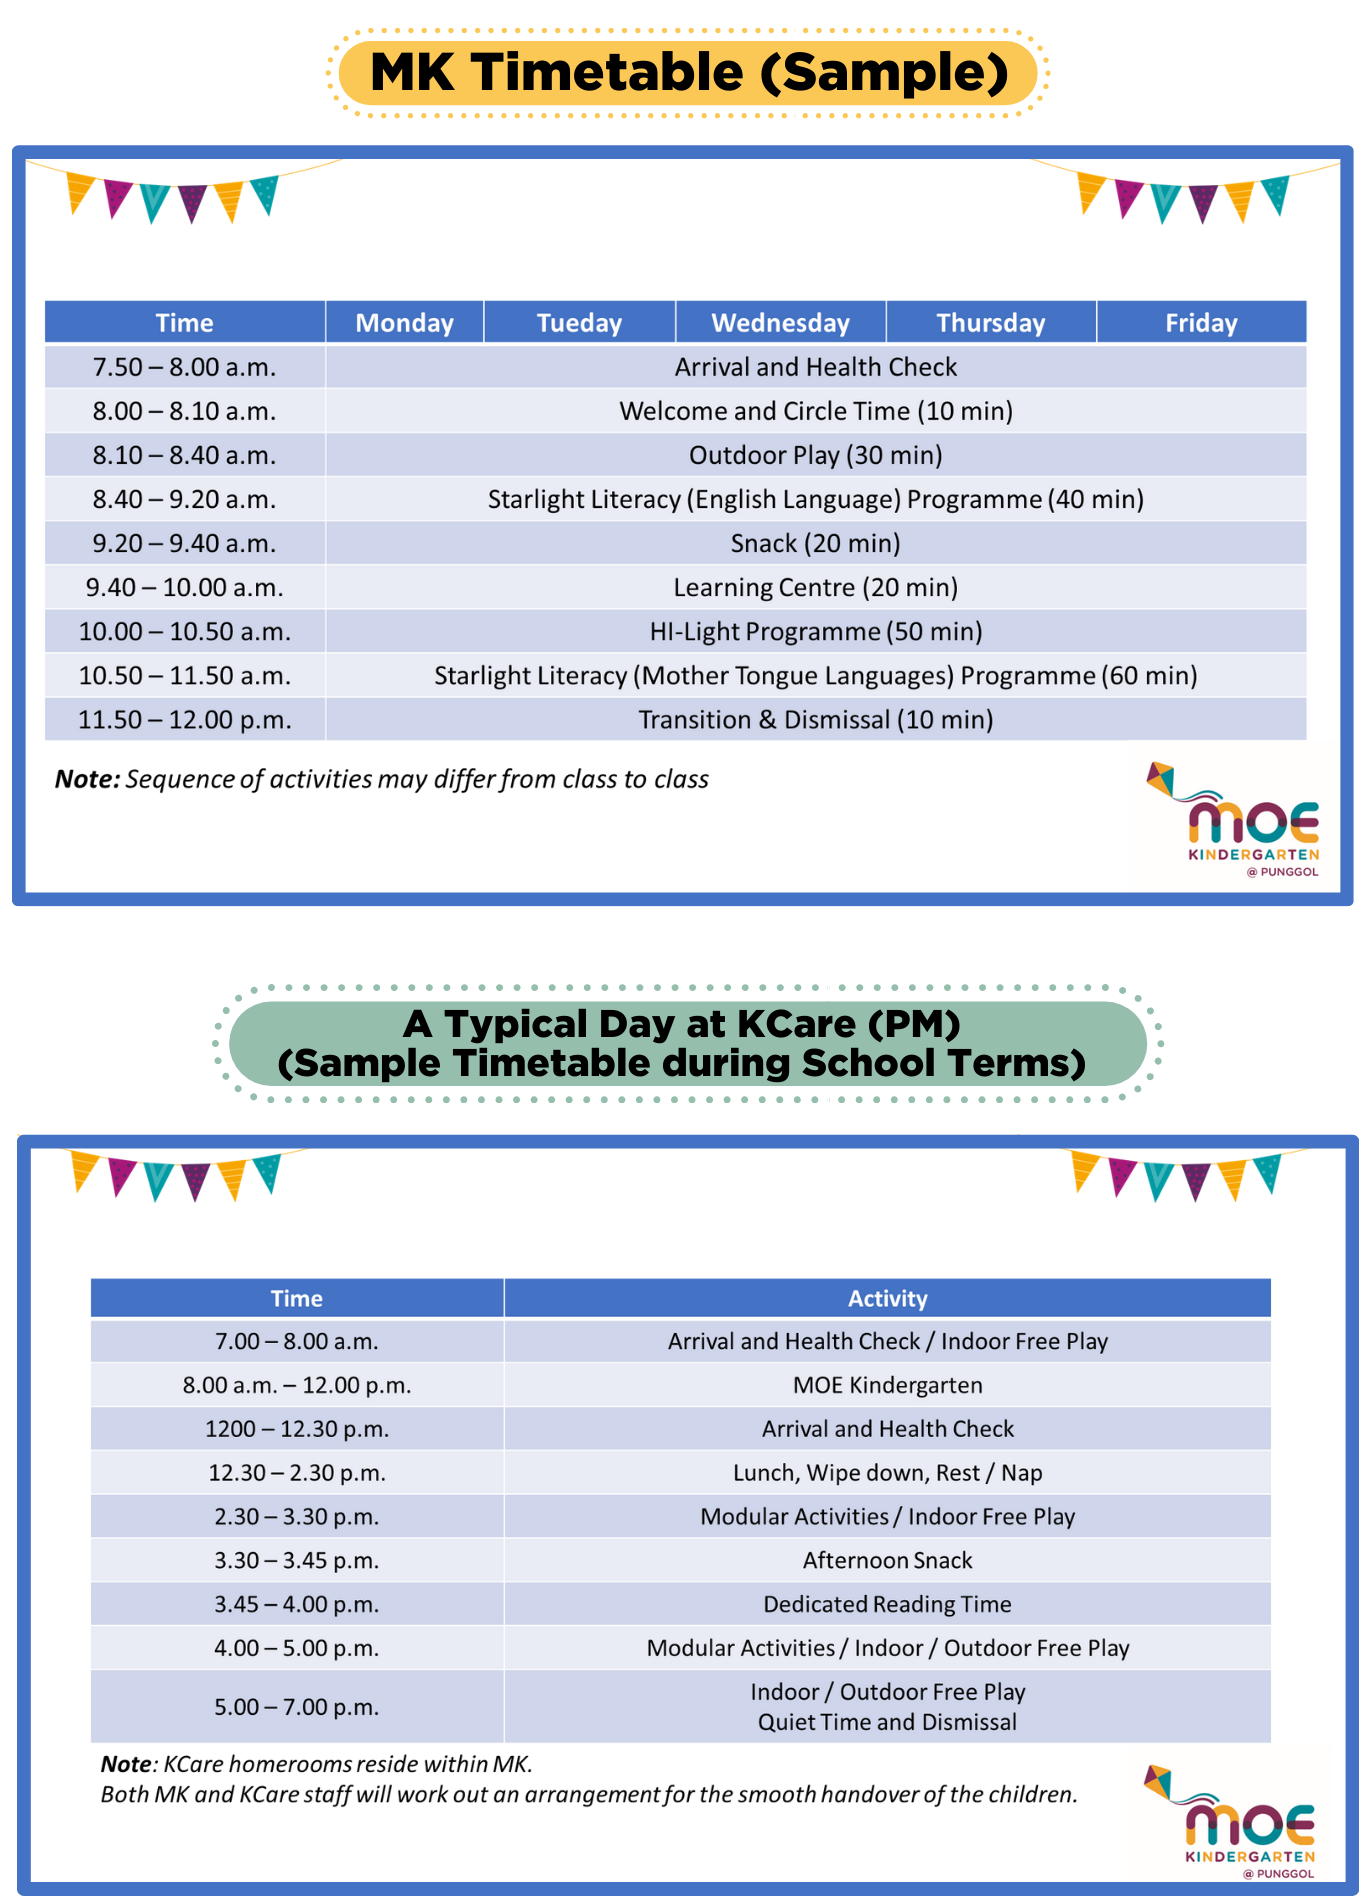 MK Timetable (Sample)
Time Monday Tueday Wednesday Thursday Friday
7.50 – 8.00 a.m. Arrival and Health Check
8.00 – 8.10 a.m. Welcome and Circle Time (10 min)
8.10 – 8.40 a.m. Outdoor Play (30 min)
8.40 – 9.20 a.m. Starlight Literacy (English Language) Programme (40 min)
9.20 – 9.40 a.m. Snack (20 min)
9.40 – 10.00 a.m. Learning Centre (20 min)
10.00 – 10.50 a.m. HI-Light Programme (50 min)
10.50 – 11.50 a.m. Starlight Literacy (Mother Tongue Languages) Programme (60 min)
11.50 – 12.00 p.m. Transition & Dismissal (10 min)
Note: Sequence of activities may differ from class to class
MOE
KINDERGARTEN
@ PUNGGOL
A Typical Day at KCare (PM)
(Sample Timetable during School Terms)
Time Activity
7.00 – 8.00 a.m. Arrival and Health Check / Indoor Free Play
8.00 a.m. – 12.00 p.m. MOE Kindergarten
1200 – 12.30 p.m. Arrival and Health Check
12.30 – 2.30 p.m. Lunch, Wipe down, Rest / Nap
2.30 – 3.30 p.m. Modular Activities / Indoor Free Play
3.30 – 3.45 p.m. Afternoon Snack
3.45 – 4.00 p.m. Dedicated Reading Time
4.00 – 5.00 p.m. Modular Activities / Indoor / Outdoor Free Play
5.00 – 7.00 p.m. Indoor / Outdoor Free Play
Quiet Time and Dismissal
Note: KCare homerooms reside within MK.
Both MK and KCare staff will work out an arrangement for the smooth handover of the children.
MOE
KINDERGARTEN
@ PUNGGOL